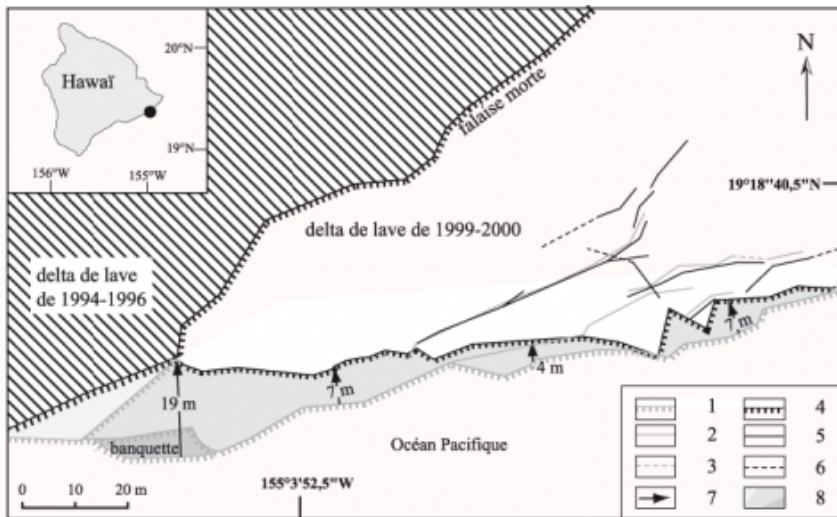 20°N
Hawaï
19°N
156°W
155°W
falaise morte
N
19°18''40,5"N
delta de lave de 1999-2000
delta de lave
de 1994-1996
7 m
7 m
4 m
19 m
banquette
Océan Pacifique
0 10 20 m
155°3'52,5"W
1 4
2 5
3 6
7 8